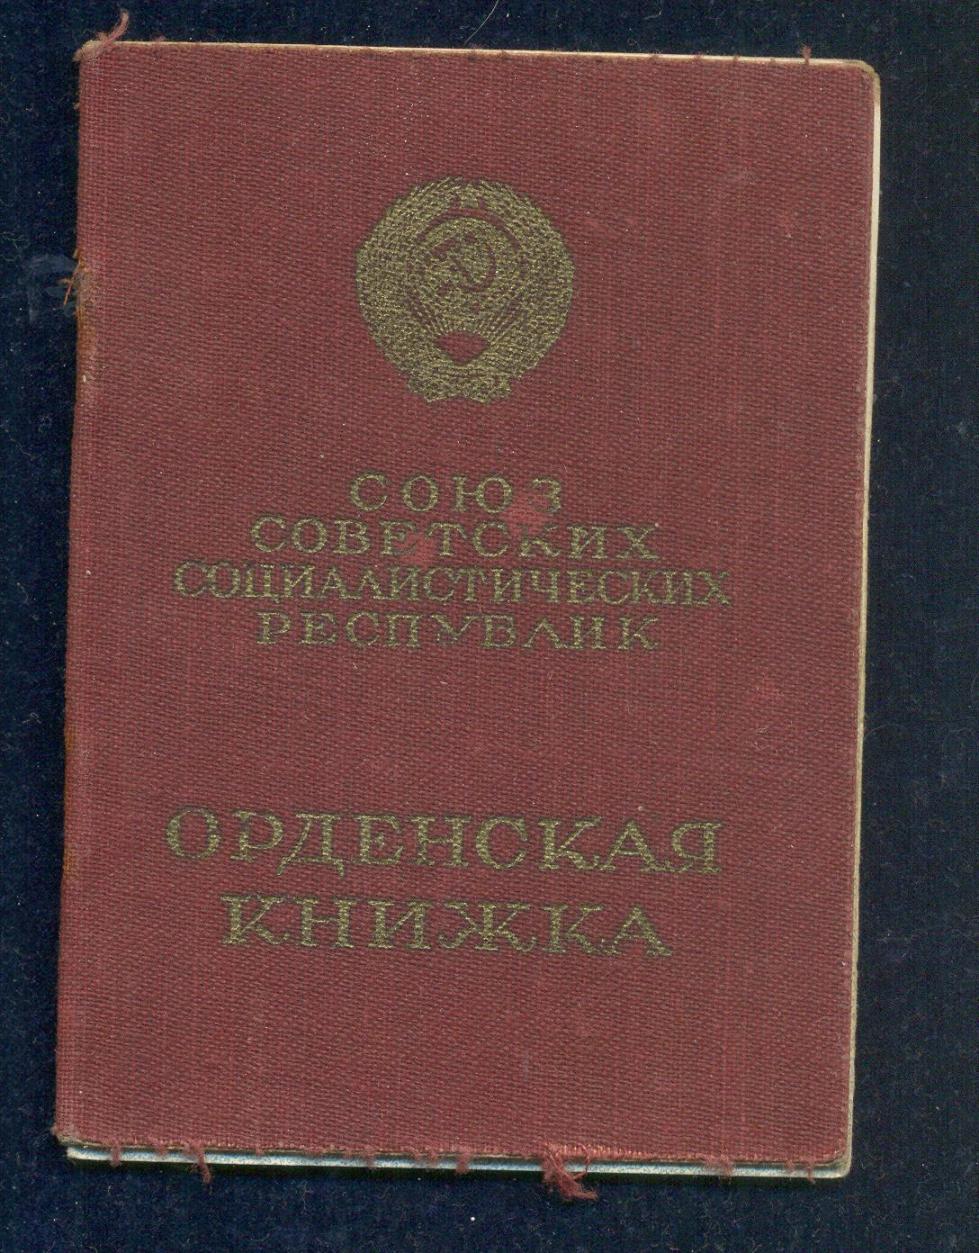 СОЮЗ
СОВЕТСКИХ
СОЦИАЛИСТИЧЕСКИХ
РЕСПУБЛИК
ОРДЕНСКАЯ
КНИЖКА